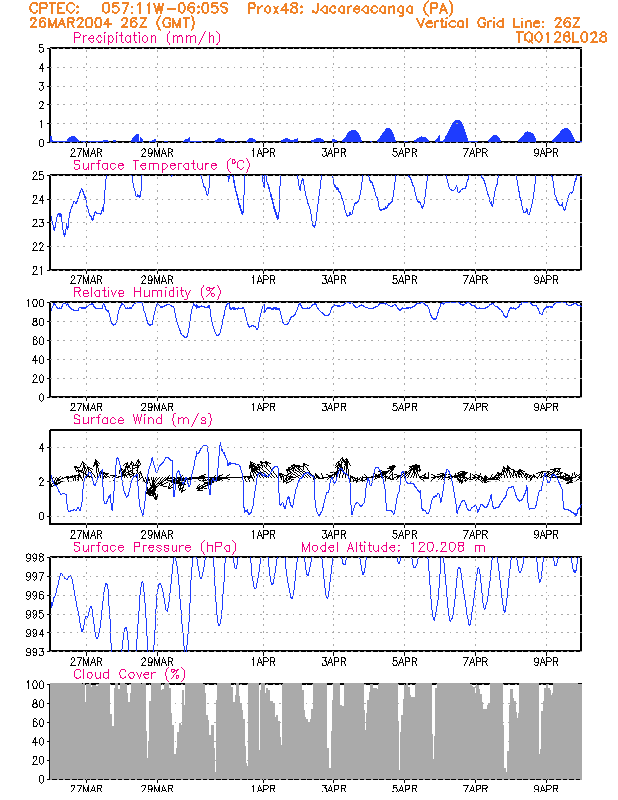 CPTEC: 057:11W-06:05S Prox48: Jacareacanga (PA)
26MAR2004 26Z (GMT) Vertical Grid Line: 26Z
Precipitation (mm/h) TQ0126L028
5
4
3
2
1
0
27MAR 29MAR 1APR 3APR 5APR 7APR 9APR
Surface Temperature (°C)
25
24
23
22
21
27MAR 29MAR 1APR 3APR 5APR 7APR 9APR
Relative Humidity (%)
100
80
60
40
20
0
27MAR 29MAR 1APR 3APR 5APR 7APR 9APR
Surface Wind (m/s)
4
2
0
27MAR 29MAR 1APR 3APR 5APR 7APR 9APR
Surface Pressure (hPa) Model Altitude: 120.208 m
998
997
996
995
994
993
27MAR 29MAR 1APR 3APR 5APR 7APR 9APR
Cloud Cover (%)
100
80
60
40
20
0
27MAR 29MAR 1APR 3APR 5APR 7APR 9APR